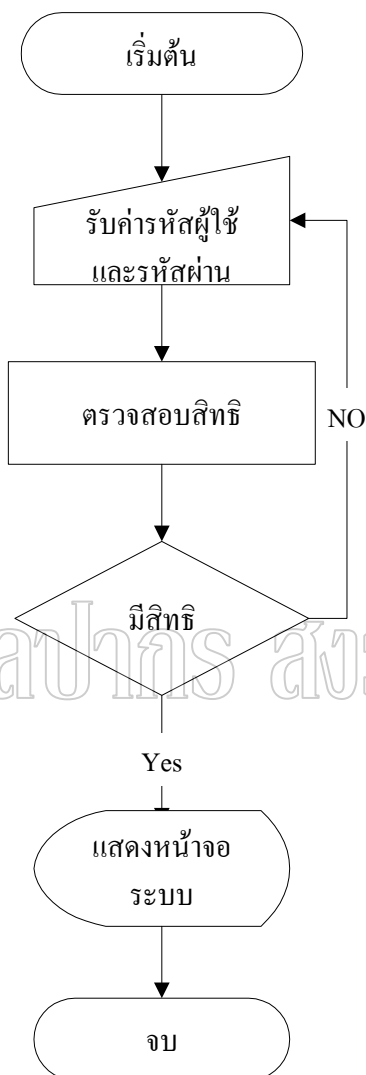 เริ่มต้น
รับค่ารหัสผู้ใช้
และรหัสผ่าน
ตรวจสอบสิทธิ
NO
มีสิทธิ
Yes
แสดงหน้าจอ
ระบบ
จบ